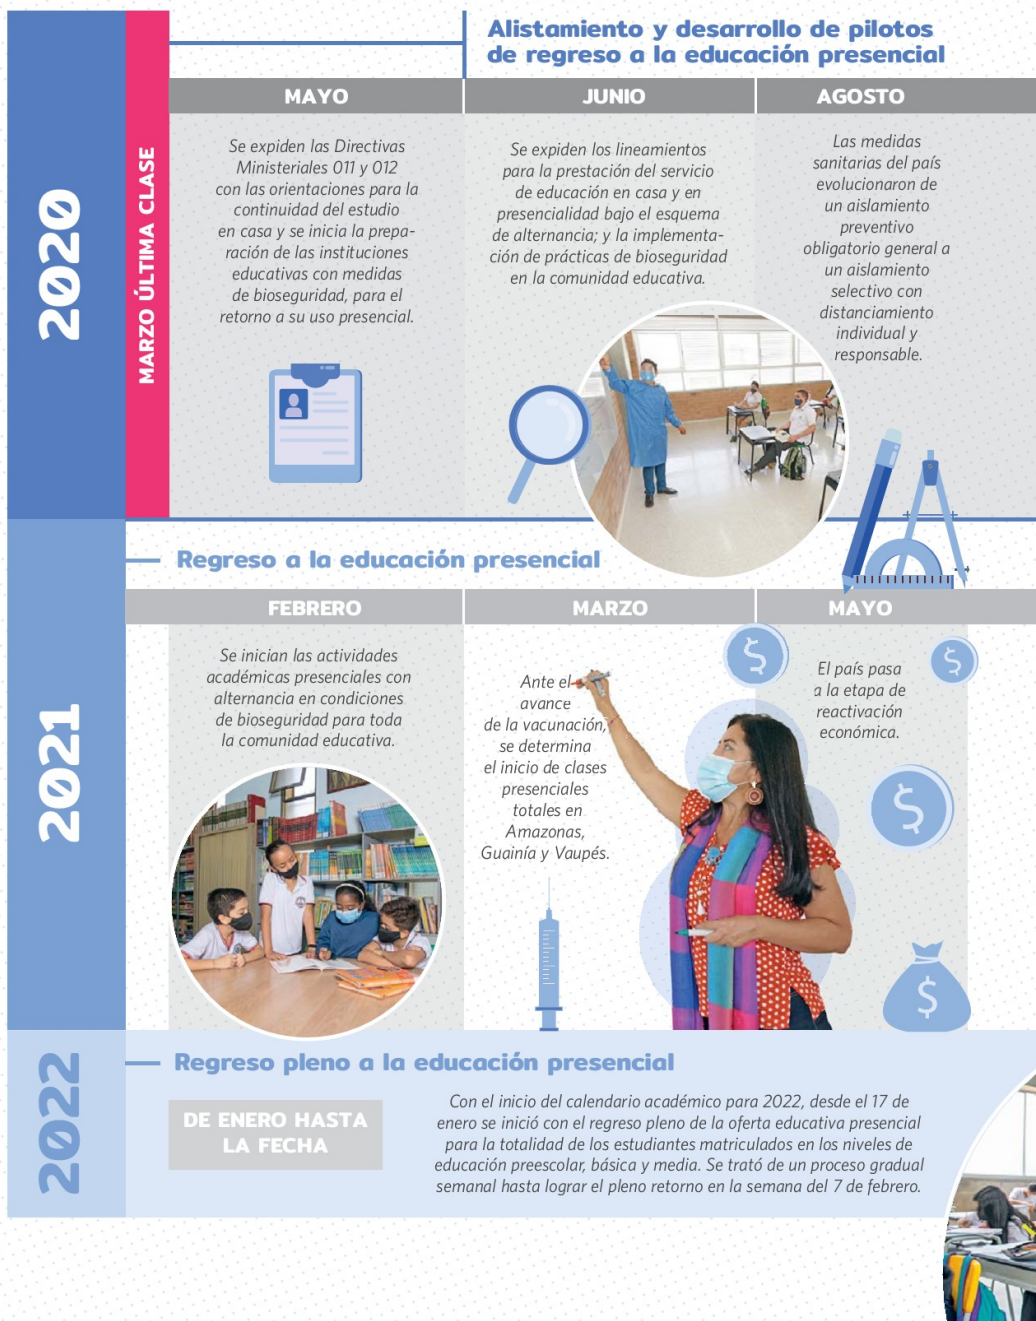 2020
MARZO ÚLTIMA CLASE
Alistamiento y desarrollo de pilotos
de regreso a la educación presencial
MAYO
Se expiden las Directivas
Ministeriales 011 y 012
con las orientaciones para la
continuidad del estudio
en casa y se inicia la prepa-
ración de las instituciones
educativas con medidas
de bioseguridad, para el
retorno a su uso presencial.
JUNIO
Se expiden los lineamientos
para la prestación del servicio
de educación en casa y en
presencialidad bajo el esquema
de alternancia; y la implementa-
ción de prácticas de bioseguridad
en la comunidad educativa.
AGOSTO
Las medidas
sanitarias del país
evolucionaron de
un aislamiento
preventivo
obligatorio general a
un aislamiento
selectivo con
distanciamiento
individual y
responsable.
2021
Regreso a la educación presencial
FEBRERO
Se inician las actividades
académicas presenciales con
alternancia en condiciones
de bioseguridad para toda
la comunidad educativa.
MARZO
Ante el
avance
de la vacunación,
se determina
el inicio de clases
presenciales
totales en
Amazonas,
Guainía y Vaupés.
MAYO
El país pasa
a la etapa de
reactivación
económica.
$
$
$
$
2022
Regreso pleno a la educación presencial
DE ENERO HASTA
LA FECHA
Con el inicio del calendario académico para 2022, desde el 17 de
enero se inició con el regreso pleno de la oferta educativa presencial
para la totalidad de los estudiantes matriculados en los niveles de
educación preescolar, básica y media. Se trató de un proceso gradual
semanal hasta lograr el pleno retorno en la semana del 7 de febrero.